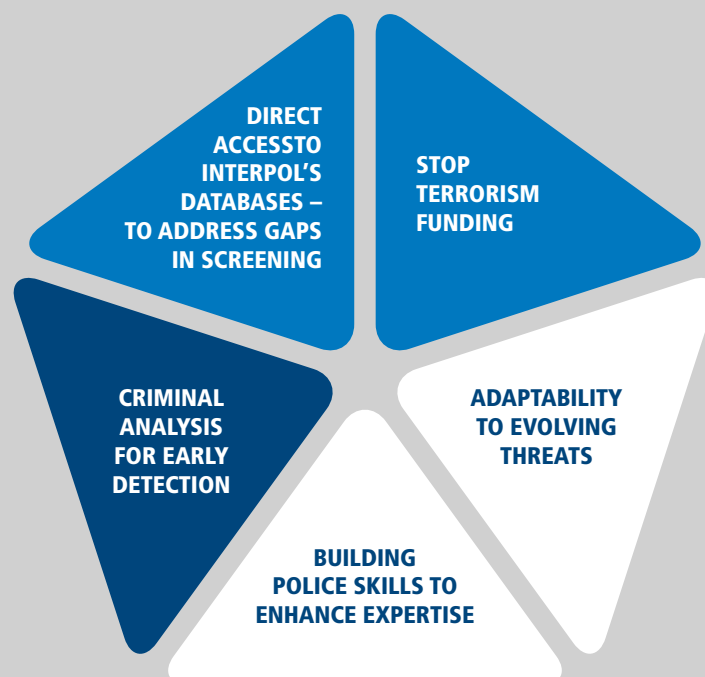 DIRECT
ACCESSTO
INTERPOL’S
DATABASES –
TO ADDRESS GAPS
IN SCREENING
STOP
TERRORISM
FUNDING
CRIMINAL
ANALYSIS
FOR EARLY
DETECTION
ADAPTABILITY
TO EVOLVING
THREATS
BUILDING
POLICE SKILLS TO
ENHANCE EXPERTISE